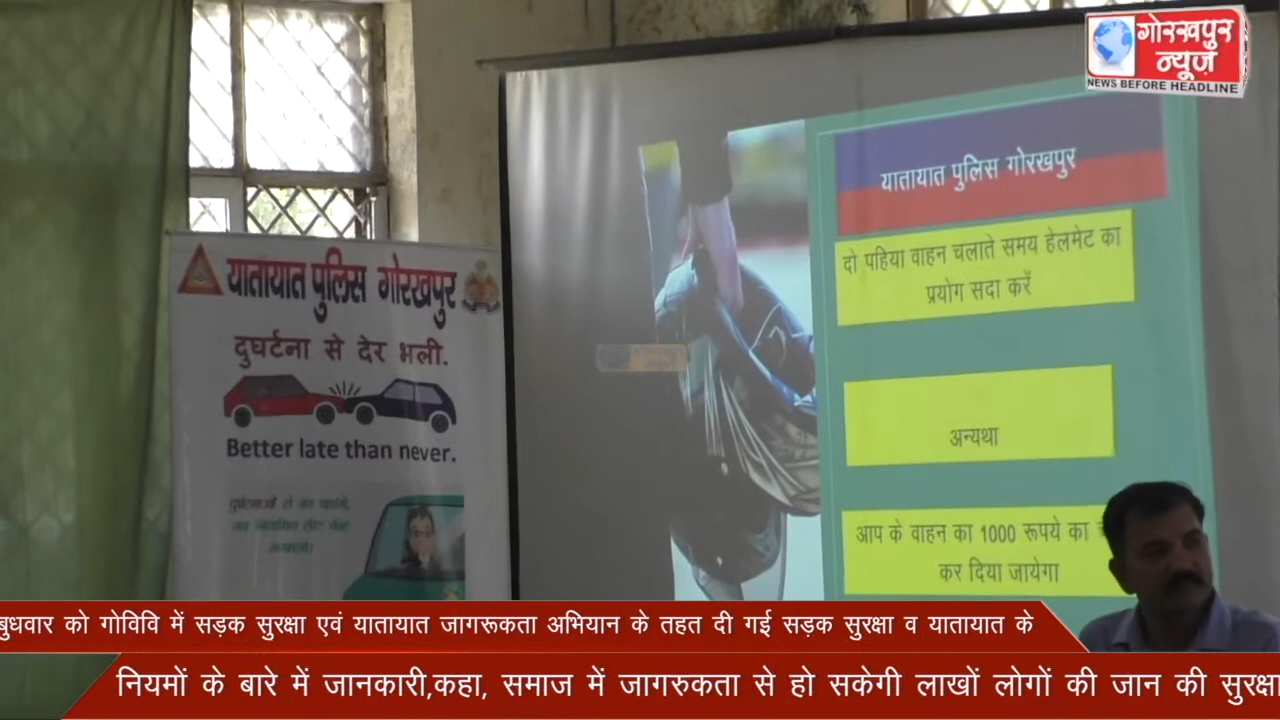 गोरखपुर
न्यूज़
NEWS BEFORE HEADLINE
यातायात पुलिस गोरखपुर
दुर्घटना से देर भली.
Better late than never.
यातायात पुलिस गोरखपुर
दो पहिया वाहन चलाते समय हेलमेट का
प्रयोग सदा करें
अन्यथा
आप के वाहन का 1000 रूपये का
कर दिया जायेगा
बुधवार को गोविवि में सड़क सुरक्षा एवं यातायात जागरूकता अभियान के तहत दी गई सड़क सुरक्षा व यातायात के
नियमों के बारे में जानकारी,कहा, समाज में जागरुकता से हो सकेगी लाखों लोगों की जान की सुरक्षा